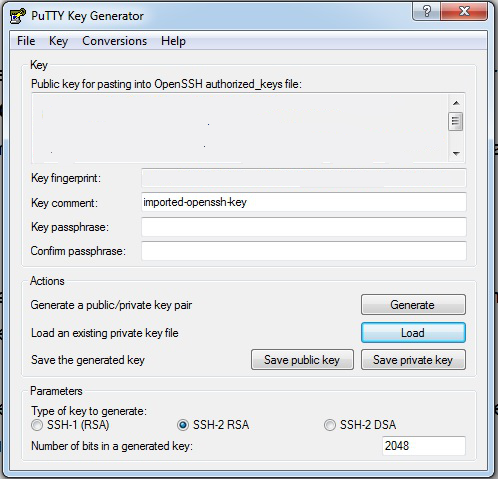 PuTTY Key Generator
File Key Conversions Help
Key
Public key for pasting into OpenSSH authorized_keys file:
Key fingerprint:
Key comment: imported-openssh-key
Key passphrase:
Confirm passphrase:
Actions
Generate a public/private key pair Generate
Load an existing private key file Load
Save the generated key Save public key Save private key
Parameters
Type of key to generate:
SSH-1 (RSA) SSH-2 RSA SSH-2 DSA
Number of bits in a generated key: 2048